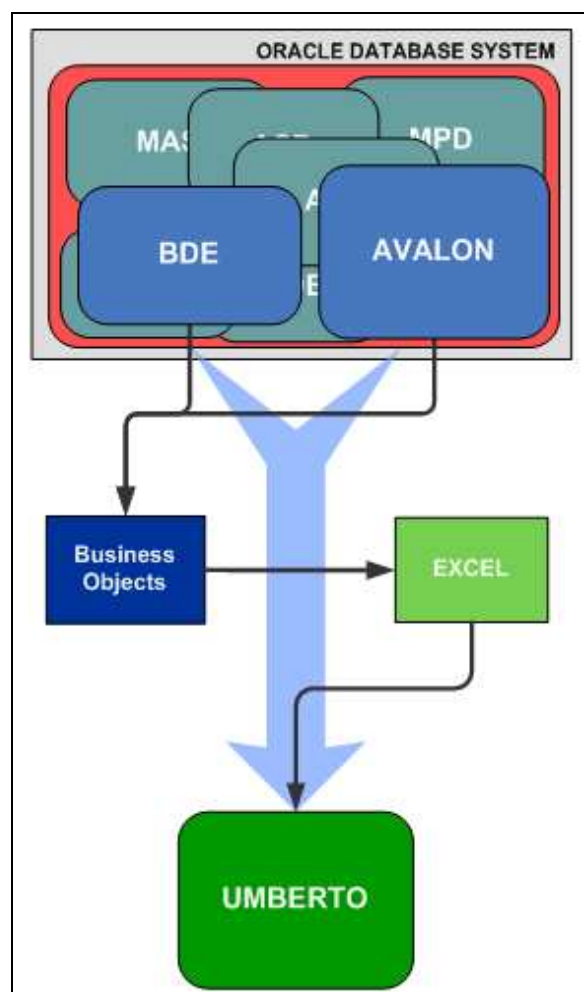 ORACLE DATABASE SYSTEM
MPD
BDE
AVALON
Business
Objects
EXCEL
UMBERTO